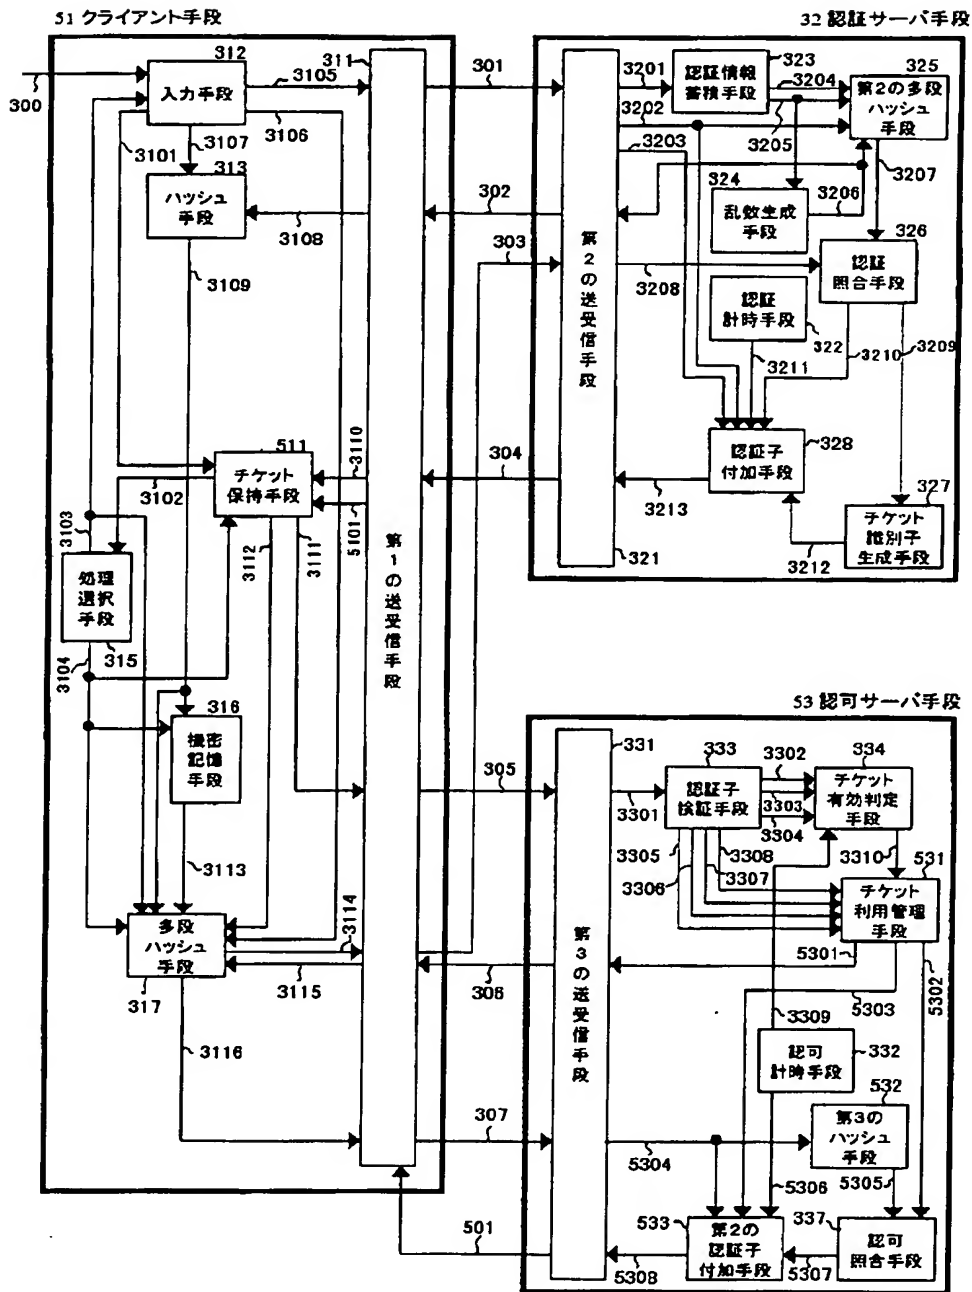 51 クライアント手段
32 認証サーバ手段
312
入力手段
300
3105
3106
3101
3107
313
ハッシュ
手段
3108
3109
311
第1の送受信手段
301
302
303
304
321
第2の送受信手段
3201
3202
3203
323
認証情報
蓄積手段
3204
3205
325
第2の多段
ハッシュ
手段
324
乱数生成
手段
3206
3207
326
認証
照合手段
3208
認証
計時手段
322
3209
3210
3211
328
認証子
付加手段
3213
327
チケット
識別子
生成手段
3212
511
チケット
保持手段
3102
3110
5101
3103
3112
3111
処理
選択
手段
315
3104
316
機密
記憶
手段
3113
多段
ハッシュ
手段
317
3114
3115
3116
305
306
307
501
53 認可サーバ手段
331
第3の送受信手段
3301
333
認証子
検証手段
3302
3303
3304
334
チケット
有効判定
手段
3305
3306
3308
3307
3310
531
チケット
利用管理
手段
5301
5302
5303
3309
認可
計時手段
332
532
第3の
ハッシュ
手段
5304
5305
5306
533
第2の
認証子
付加手段
337
認可
照合手段
5307
5308